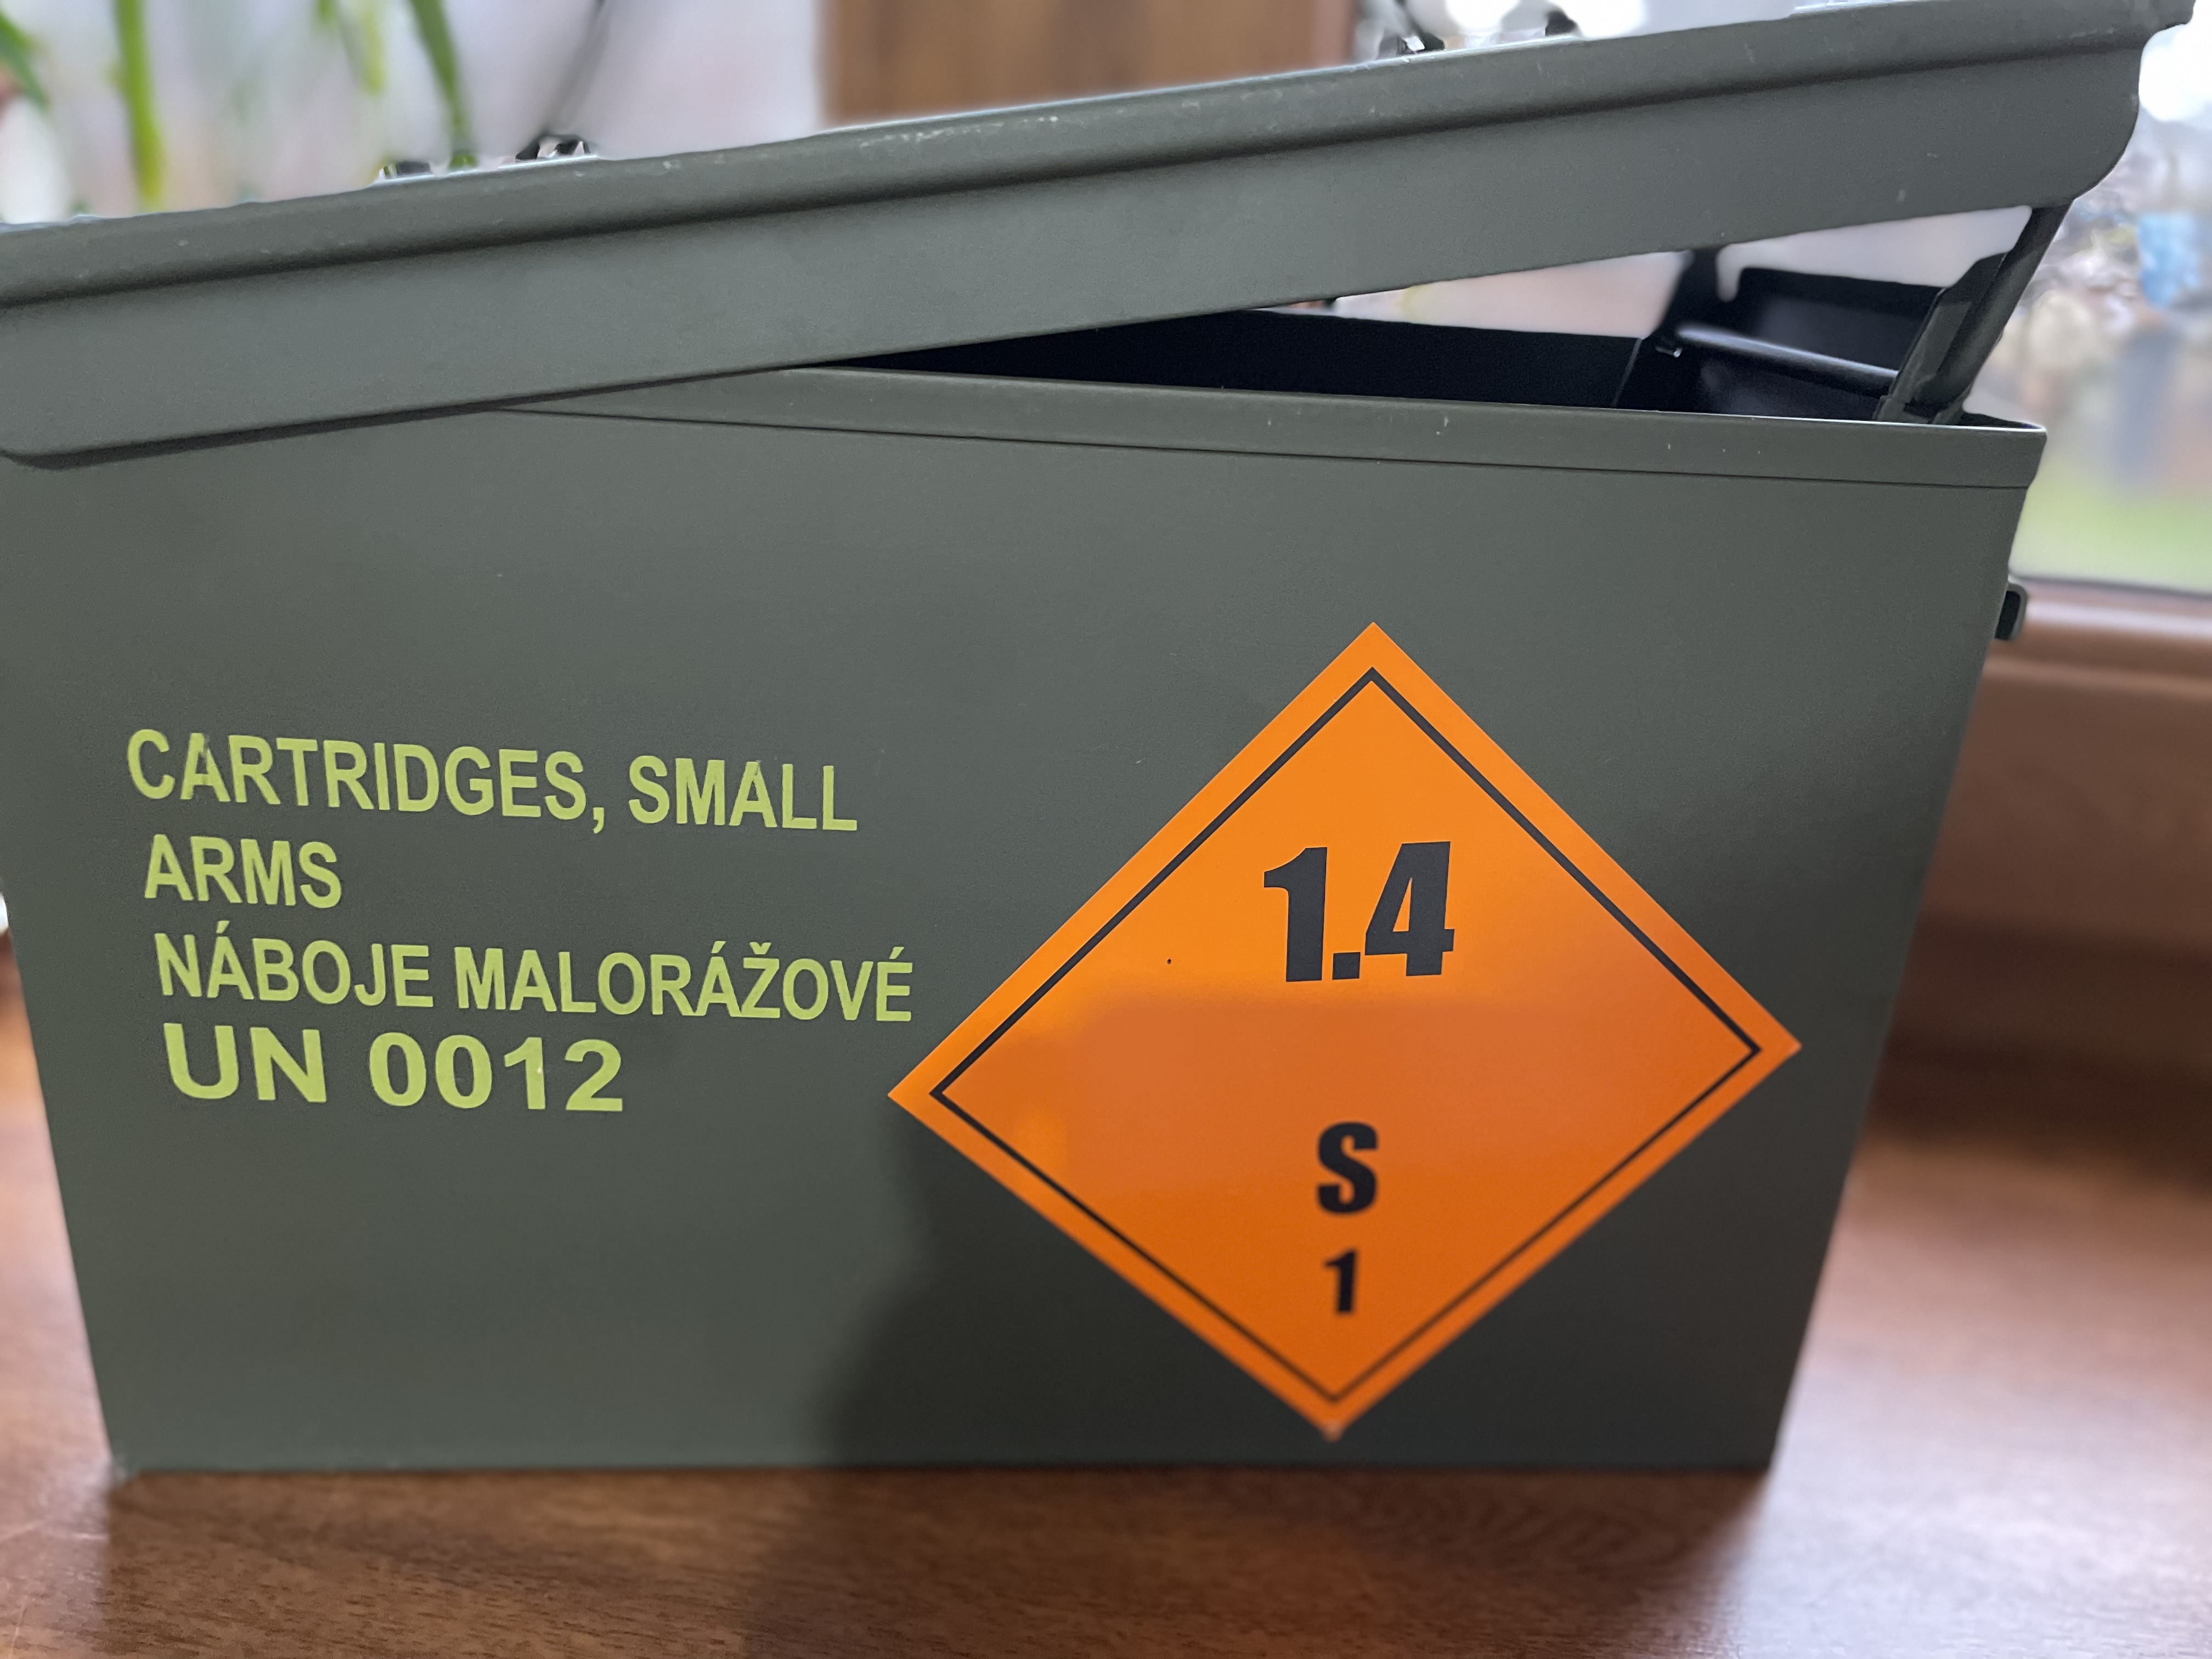 CARTRIDGES, SMALL
ARMS
NÁBOJE MALORÁŽOVÉ
UN 0012
1.4
S
1